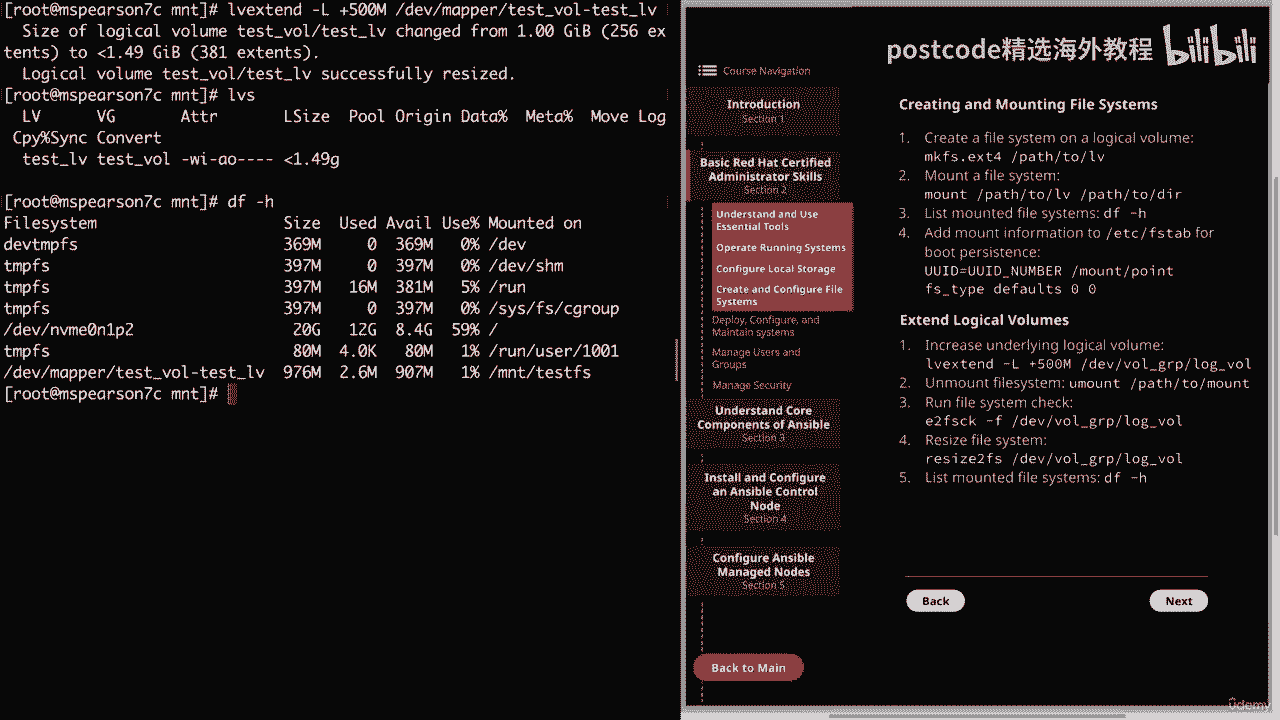 [root@mspearson7c mnt]# lvextend -L +500M /dev/mapper/test_vol-test_lv
Size of logical volume test_vol/test_lv changed from 1.00 GiB (256 ex
tents) to <1.49 GiB (381 extents).
Logical volume test_vol/test_lv successfully resized.
[root@mspearson7c mnt]# lvs
LV VG Attr LSize Pool Origin Data% Meta% Move Log
Cpy%Sync Convert
test_lv test_vol -wi-ao---- <1.49g
[root@mspearson7c mnt]# df -h
Filesystem Size Used Avail Use% Mounted on
devtmpfs 369M 0 369M 0% /dev
tmpfs 397M 0 397M 0% /dev/shm
tmpfs 397M 16M 381M 5% /run
tmpfs 397M 0 397M 0% /sys/fs/cgroup
/dev/nvme0n1p2 20G 12G 8.4G 59% /
tmpfs 80M 4.0K 80M 1% /run/user/1001
/dev/mapper/test_vol-test_lv 976M 2.6M 907M 1% /mnt/testfs
[root@mspearson7c mnt]#
postcode精选海外教程 bilibili
Course Navigation
Introduction
Section 1
Basic Red Hat Certified
Administrator Skills
Section 2
Understand and Use
Essential Tools
Operate Running Systems
Configure Local Storage
Create and Configure File
Systems
Deploy, Configure, and
Maintain systems
Manage Users and
Groups
Manage Security
Understand Core
Components of Ansible
Section 3
Install and Configure
an Ansible Control
Node
Section 4
Configure Ansible
Managed Nodes
Section 5
Back to Main
Creating and Mounting File Systems
1. Create a file system on a logical volume:
mkfs.ext4 /path/to/lv
2. Mount a file system:
mount /path/to/lv /path/to/dir
3. List mounted file systems: df -h
4. Add mount information to /etc/fstab for
boot persistence:
UUID=UUID_NUMBER /mount/point
fs_type defaults 0 0
Extend Logical Volumes
1. Increase underlying logical volume:
lvextend -L +500M /dev/vol_grp/log_vol
2. Unmount filesystem: umount /path/to/mount
3. Run file system check:
e2fsck -f /dev/vol_grp/log_vol
4. Resize file system:
resize2fs /dev/vol_grp/log_vol
5. List mounted file systems: df -h
Back
Next
ûdemy